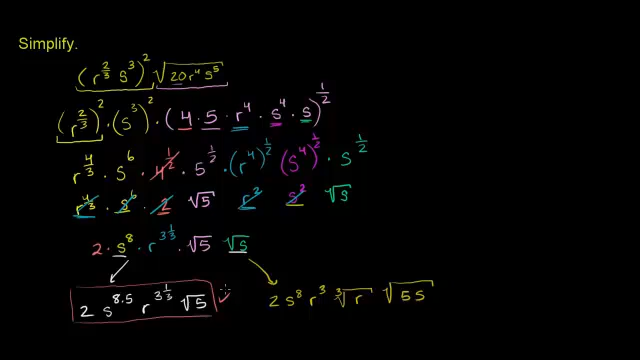 Simplify.
(r^{2/3} s^3)^2 √(20r^4s^5)
(r^{2/3})^2 · (s^3)^2 · (4 · 5 · r^4 · s^4 · s)^{1/2}
r^{4/3} · s^6 · 4^{1/2} · 5^{1/2} · (r^4)^{1/2} (s^4)^{1/2} · s^{1/2}
r^{4/3} · s^6 · 2 √5 r^2 s^2 √s
2 · s^8 · r^{3 1/3} · √5 √s
2 s^{8.5} r^{3 1/3} √5 2 s^8 r^3 ∛r √(5s)